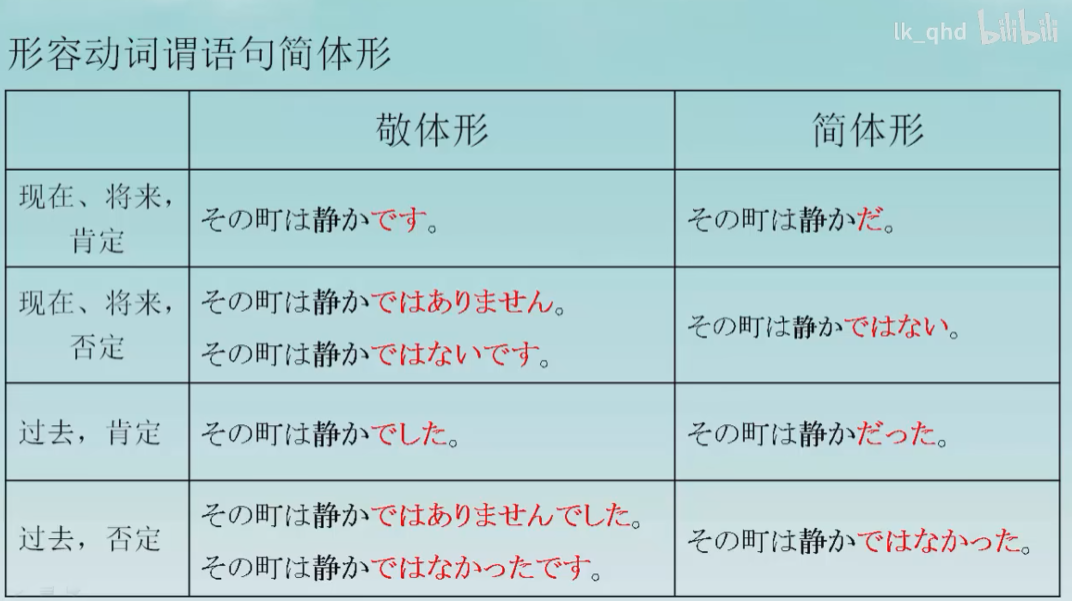 lk_qhd bilibili
形容动词谓语句简体形
敬体形
简体形
现在、将来，
肯定
その町は静かです。
その町は静かだ。
现在、将来，
否定
その町は静かではありません。
その町は静かではないです。
その町は静かではない。
过去，肯定
その町は静かでした。
その町は静かだった。
过去，否定
その町は静かではありませんでした。
その町は静かではなかったです。
その町は静かではなかった。